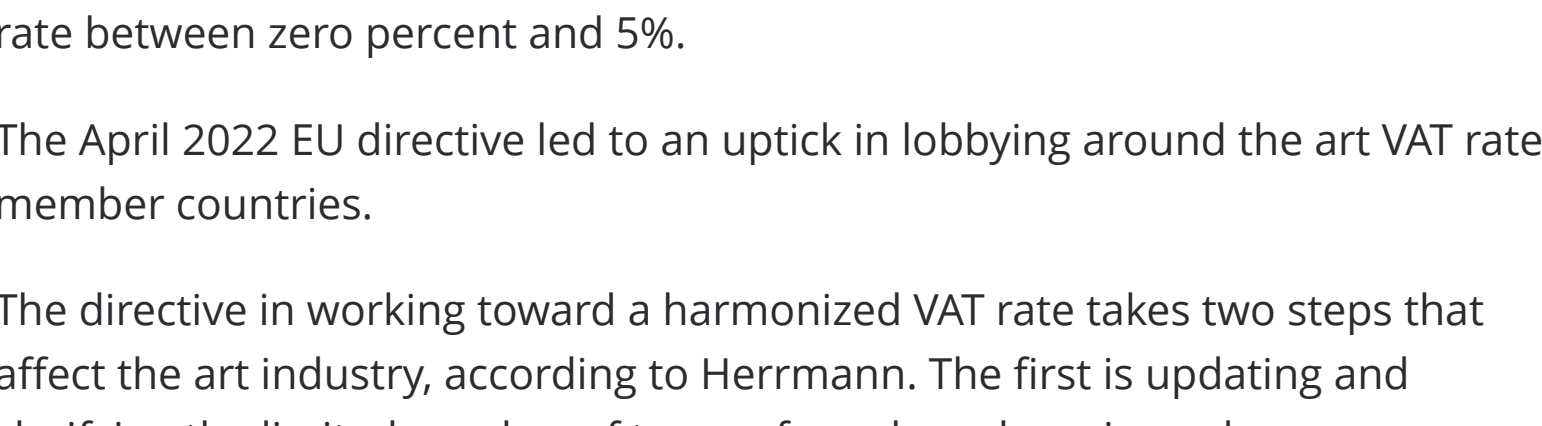 rate between zero percent and 5%.
The April 2022 EU directive led to an uptick in lobbying around the art VAT rate
member countries.
The directive in working toward a harmonized VAT rate takes two steps that
affect the art industry, according to Herrmann. The first is updating and